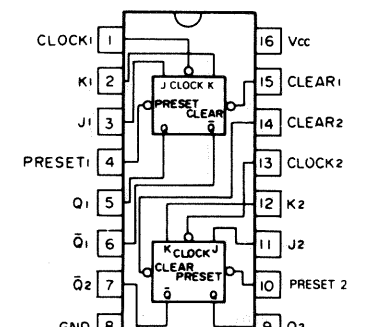 CLOCK1 1
16 Vcc
K1 2
15 CLEAR1
J1 3
14 CLEAR2
PRESET1 4
13 CLOCK2
Q1 5
12 K2
Q̄1 6
11 J2
Q̄2 7
10 PRESET 2
GND 8
9 Q2
J CLOCK K
PRESET
CLEAR
Q Q̄
K CLOCK J
CLEAR
PRESET
Q̄ Q